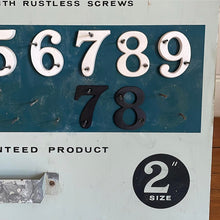 TH RUSTLESS SCREWS
56789
78
NTEED PRODUCT
2"
SIZE